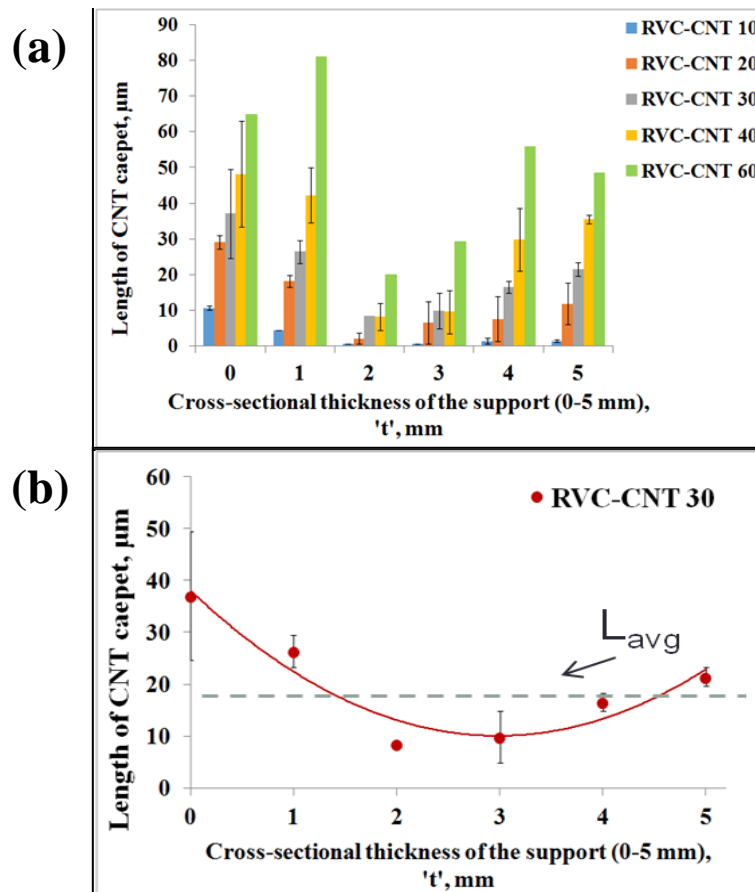 (a)
90
80
70
60
50
40
30
20
10
0
Length of CNT caepet, µm
RVC-CNT 10
RVC-CNT 20
RVC-CNT 30
RVC-CNT 40
RVC-CNT 60
0 1 2 3 4 5
Cross-sectional thickness of the support (0-5 mm),
't', mm
(b)
60
50
40
30
20
10
0
Length of CNT caepet, µm
RVC-CNT 30
Lavg
0 1 2 3 4 5
Cross-sectional thickness of the support (0-5 mm),
't', mm